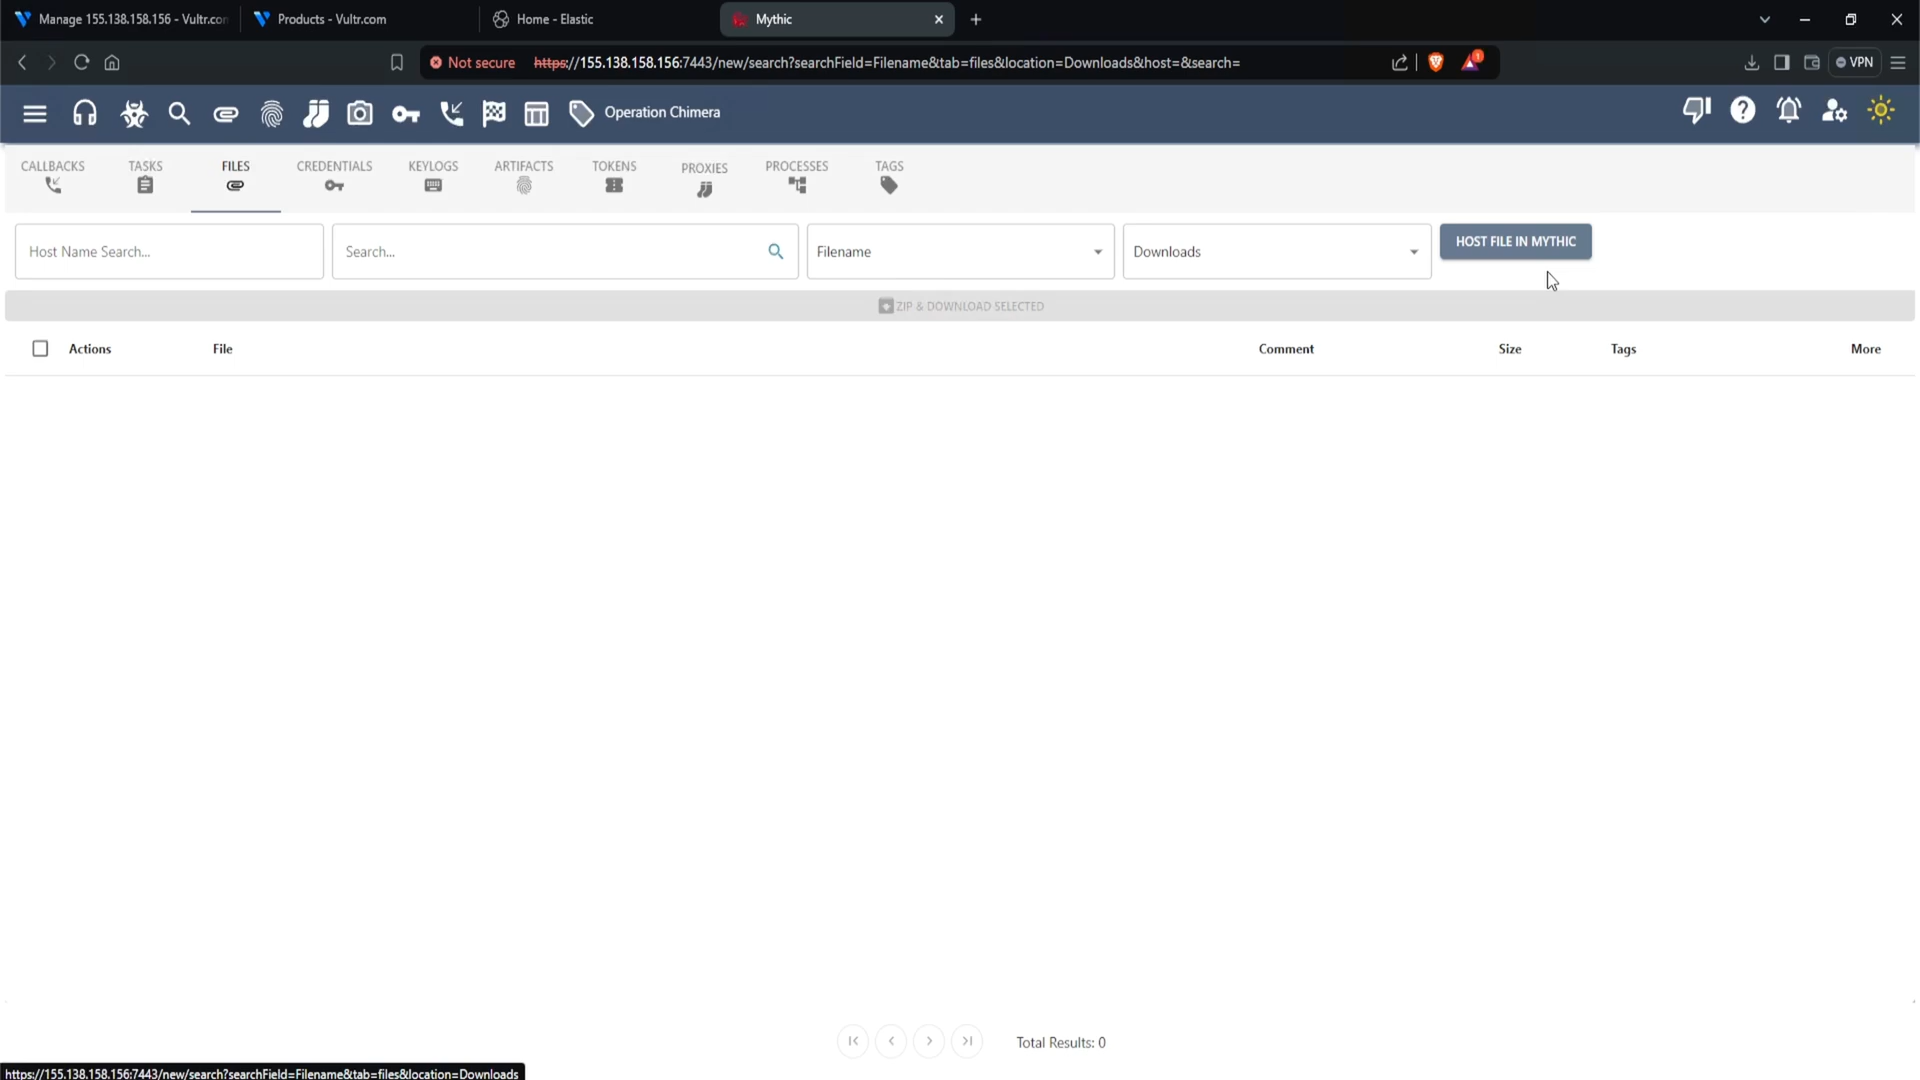 Manage 155.138.158.156 - Vultr.con
Products - Vultr.com
Home - Elastic
Mythic
Not secure https://155.138.158.156:7443/new/search?searchField=Filename&tab=files&location=Downloads&host=&search=
1
VPN
Operation Chimera
CALLBACKS
TASKS
FILES
CREDENTIALS
KEYLOGS
ARTIFACTS
TOKENS
PROXIES
PROCESSES
TAGS
Host Name Search...
Search...
Filename
Downloads
HOST FILE IN MYTHIC
ZIP & DOWNLOAD SELECTED
Actions File Comment Size Tags More
Total Results: 0
https://155.138.158.156:7443/new/search?searchField=Filename&tab=files&location=Downloads